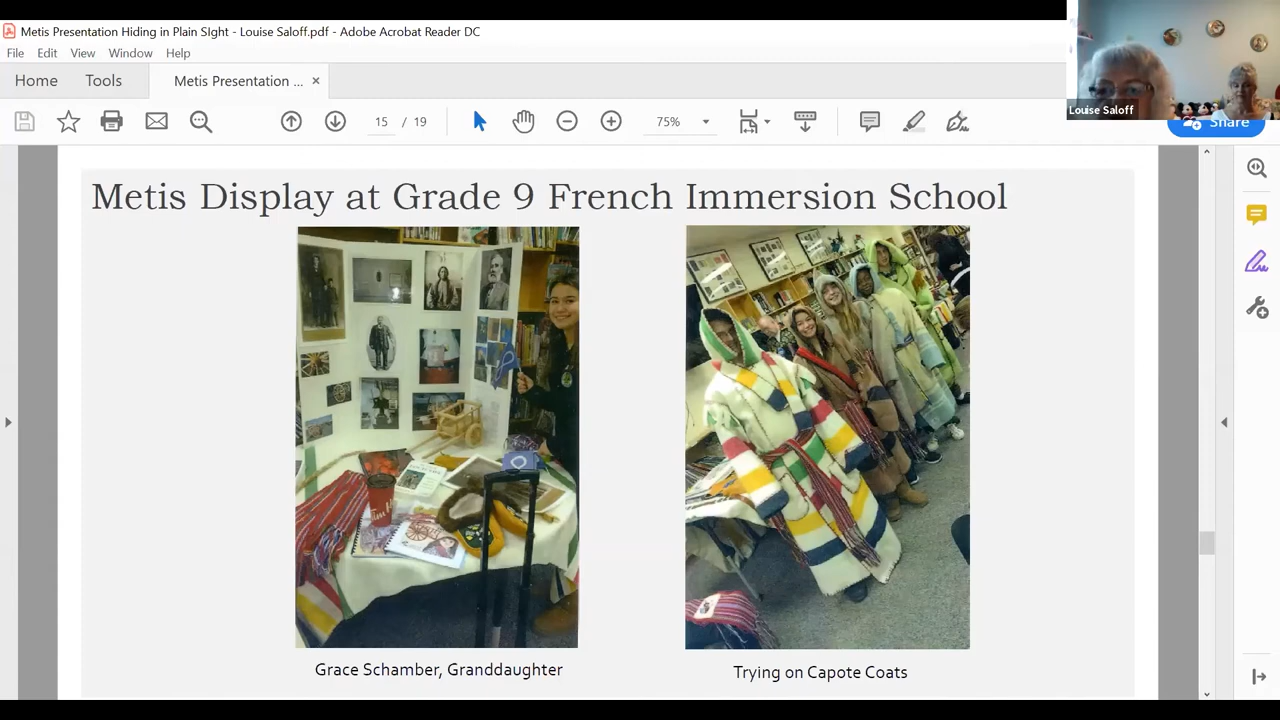 Metis Presentation Hiding in Plain SIght - Louise Saloff.pdf - Adobe Acrobat Reader DC
File Edit View Window Help
Home Tools Metis Presentation ... ×
15 / 19 75% Share
Louise Saloff
Metis Display at Grade 9 French Immersion School
Grace Schamber, Granddaughter
Trying on Capote Coats